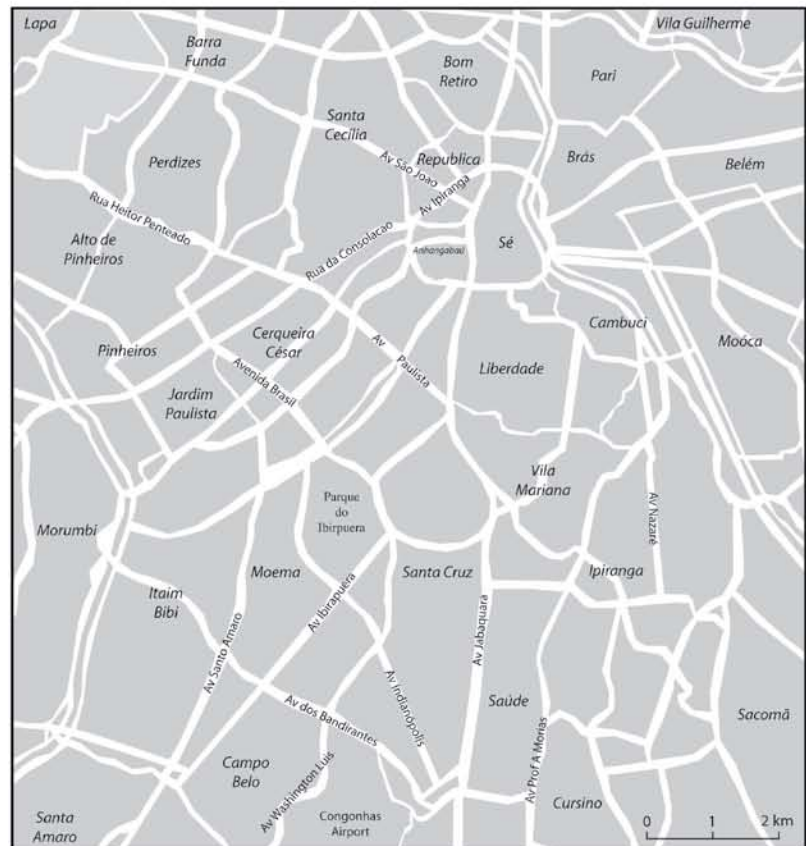 Lapa
Vila Guilherme
Barra
Funda
Bom
Retiro
Pari
Santa
Cecília
Perdizes
Republica
Brás
Belém
Av São Joao
Av Ipiranga
Rua Heitor Penteado
Alto de
Pinheiros
Rua da Consolacao
Anhangabaú
Sé
Pinheiros
Cerqueira
César
Av Paulista
Cambuci
Moóca
Liberdade
Avenida Brasil
Jardim
Paulista
Vila
Mariana
Parque
do
Ibirpuera
Av Nazaré
Morumbi
Itaim
Bibi
Moema
Santa Cruz
Ipiranga
Av Ibirapuera
Av Jabaquara
Av Santo Amaro
Av Indianópolis
Av dos Bandirantes
Saúde
Sacomã
Av Prof A Morias
Campo
Belo
Av Washington Luis
Santa
Amaro
Congonhas
Airport
Cursino
0 1 2 km